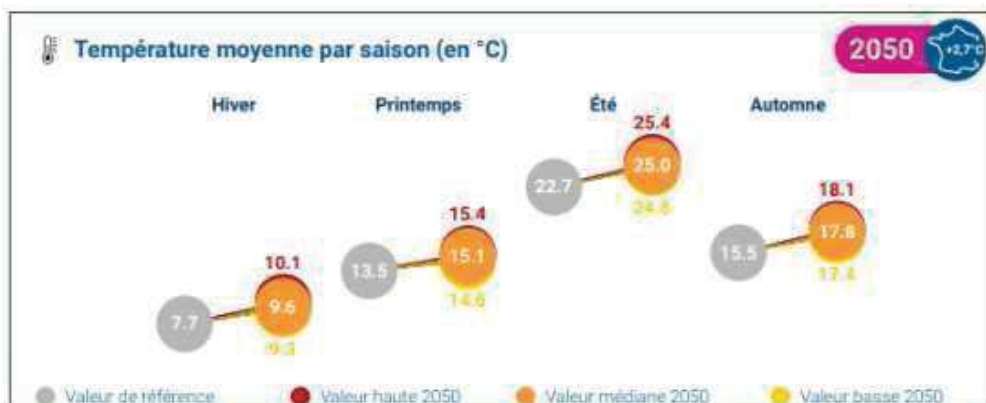 Température moyenne par saison (en °C)
2050
+2,7°C
Hiver Printemps Été Automne
7.7 10.1 9.6 9.3
13.5 15.4 15.1 14.6
22.7 25.4 25.0
15.5 18.1 17.8 17.4
Valeur de référence Valeur haute 2050 Valeur médiane 2050 Valeur basse 2050